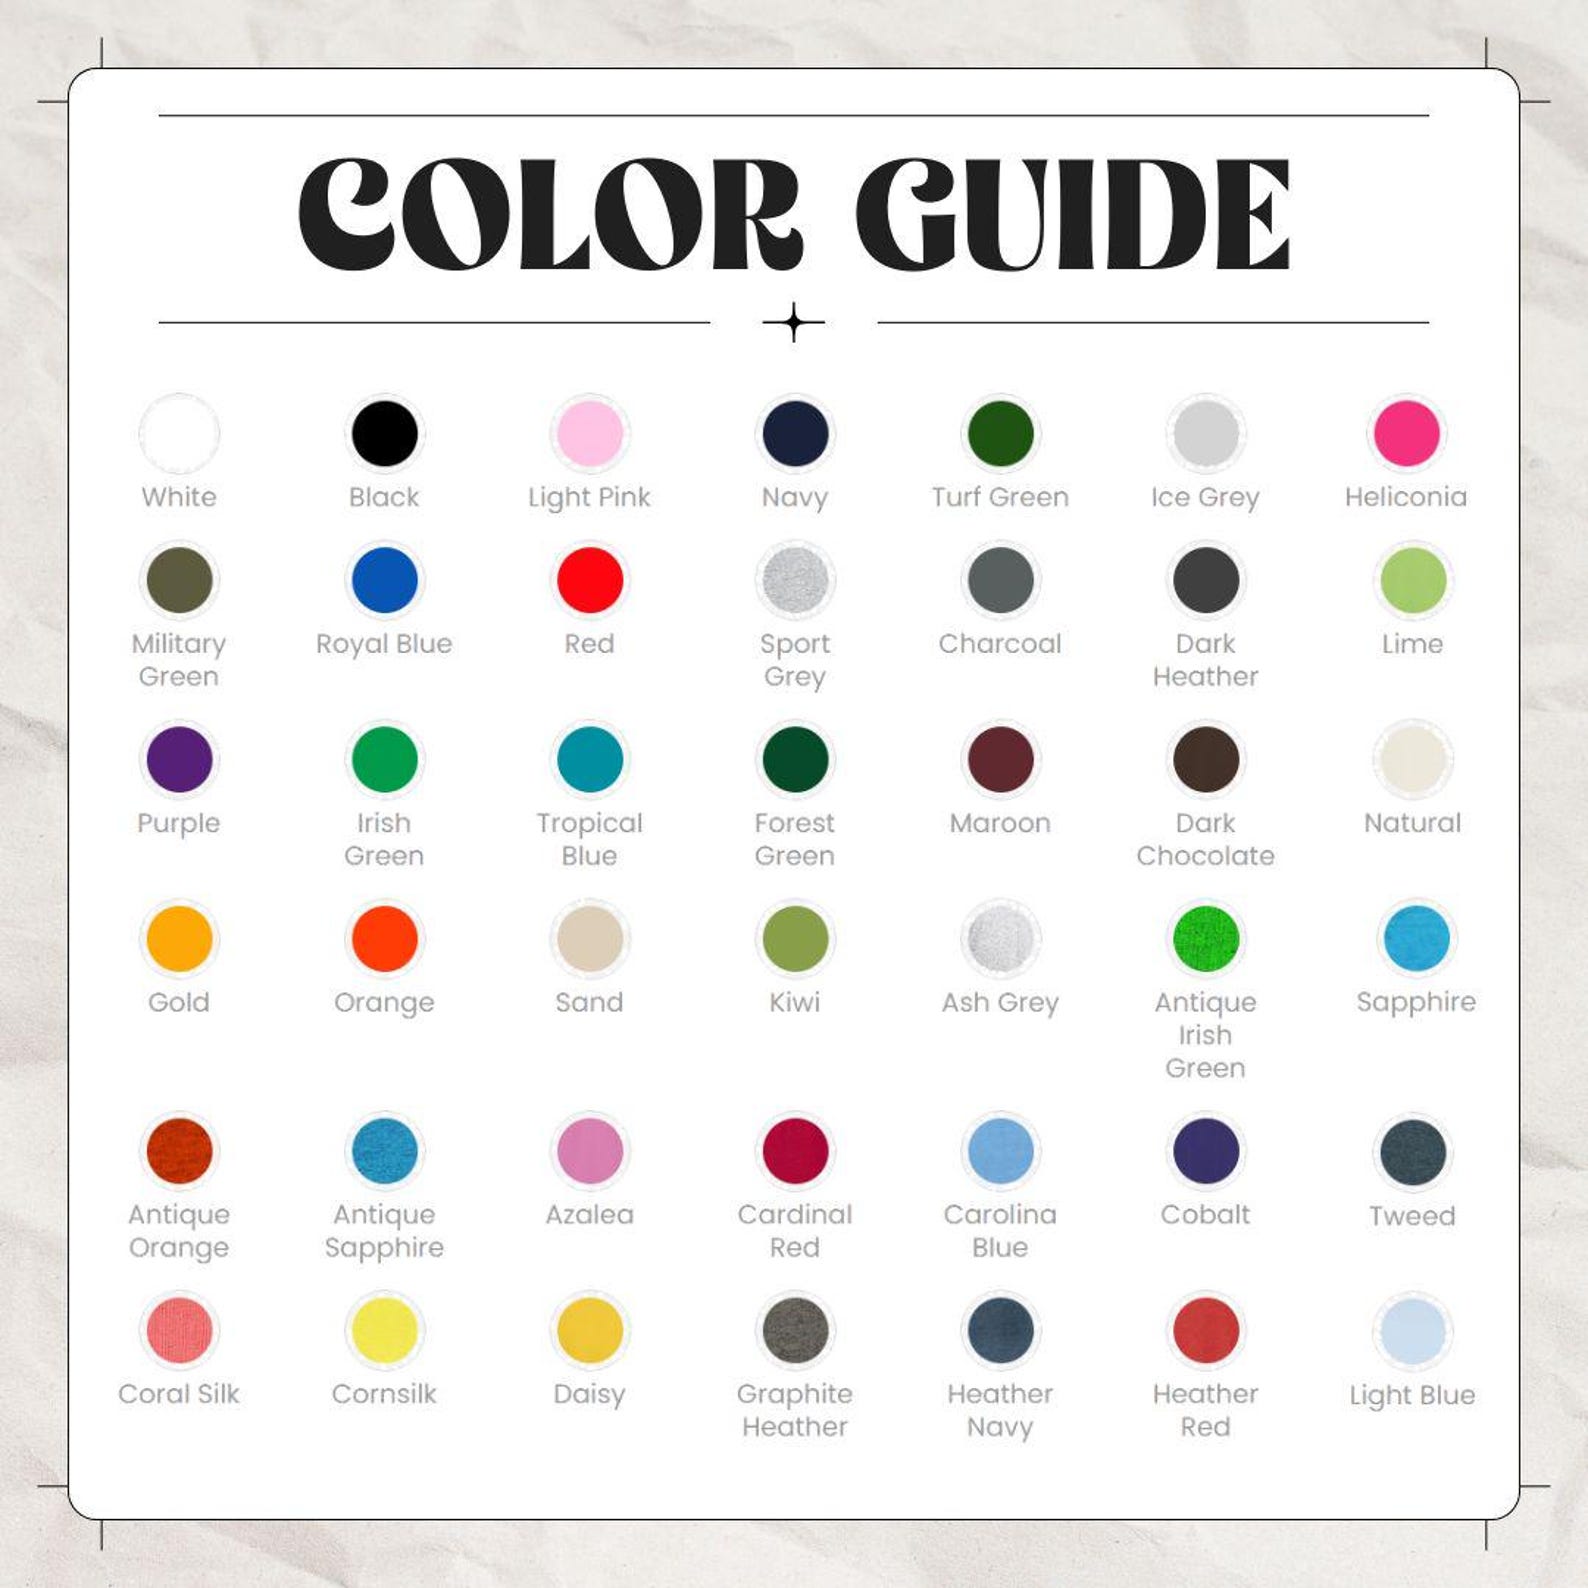 COLOR GUIDE
White Black Light Pink Navy Turf Green Ice Grey Heliconia
Military Green Royal Blue Red Sport Grey Charcoal Dark Heather Lime
Purple Irish Green Tropical Blue Forest Green Maroon Dark Chocolate Natural
Gold Orange Sand Kiwi Ash Grey Antique Irish Green Sapphire
Antique Orange Antique Sapphire Azalea Cardinal Red Carolina Blue Cobalt Tweed
Coral Silk Cornsilk Daisy Graphite Heather Heather Navy Heather Red Light Blue